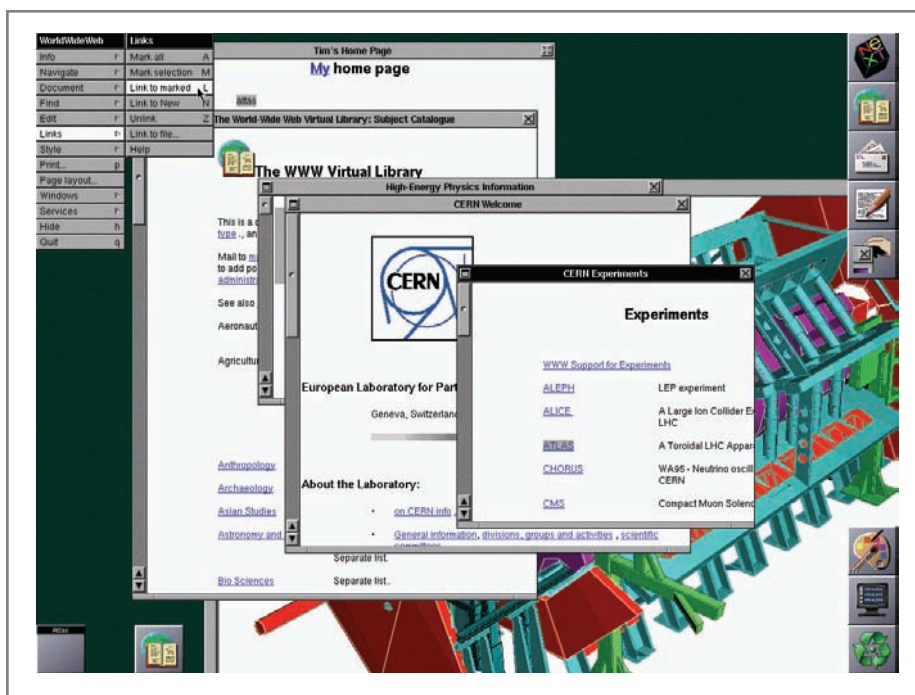 WorldWideWeb
Info
Navigate
Document
Find
Edit
Links
Style
Print... p
Page layout...
Windows
Services
Hide h
Quit q
Links
Mark all A
Mark selection M
Link to marked L
Link to New N
Unlink Z
Link to file...
Help
Tim's Home Page
My home page
atlas
The World-Wide Web Virtual Library: Subject Catalogue
The WWW Virtual Library
This is a
type ., an
Mail to
to add po
administr
See also
Aeronaut
Agricultu
Anthropology
Archaeology
Asian Studies
Astronomy and
Separate list.
Bio Sciences Separate list..
High-Energy Physics Information
CERN Welcome
CERN
European Laboratory for Part
Geneva, Switzerland
About the Laboratory:
• on CERN info
• General information, divisions, groups and activities , scientific
committees
CERN Experiments
Experiments
WWW Support for Experiments
ALEPH LEP experiment
ALICE A Large Ion Collider E
LHC
ATLAS A Toroidal LHC Appar
CHORUS WA95 - Neutrino oscill
CERN
CMS Compact Muon Soleno
Atlas